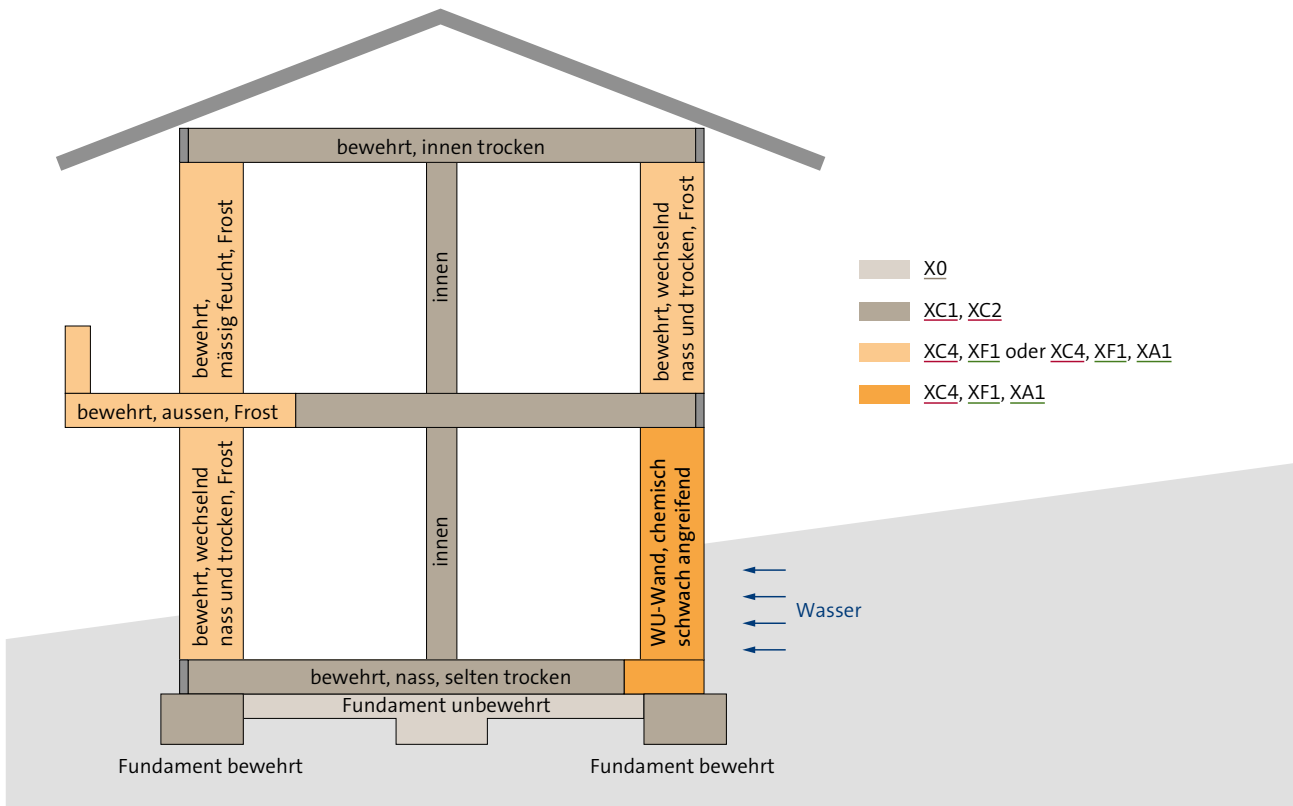 bewehrt, innen trocken
bewehrt,
mässig feucht, Frost
innen
bewehrt, wechselnd
nass und trocken, Frost
X0
XC1, XC2
XC4, XF1 oder XC4, XF1, XA1
XC4, XF1, XA1
bewehrt, aussen, Frost
bewehrt, wechselnd
nass und trocken, Frost
innen
WU-Wand, chemisch
schwach angreifend
Wasser
bewehrt, nass, selten trocken
Fundament unbewehrt
Fundament bewehrt
Fundament bewehrt